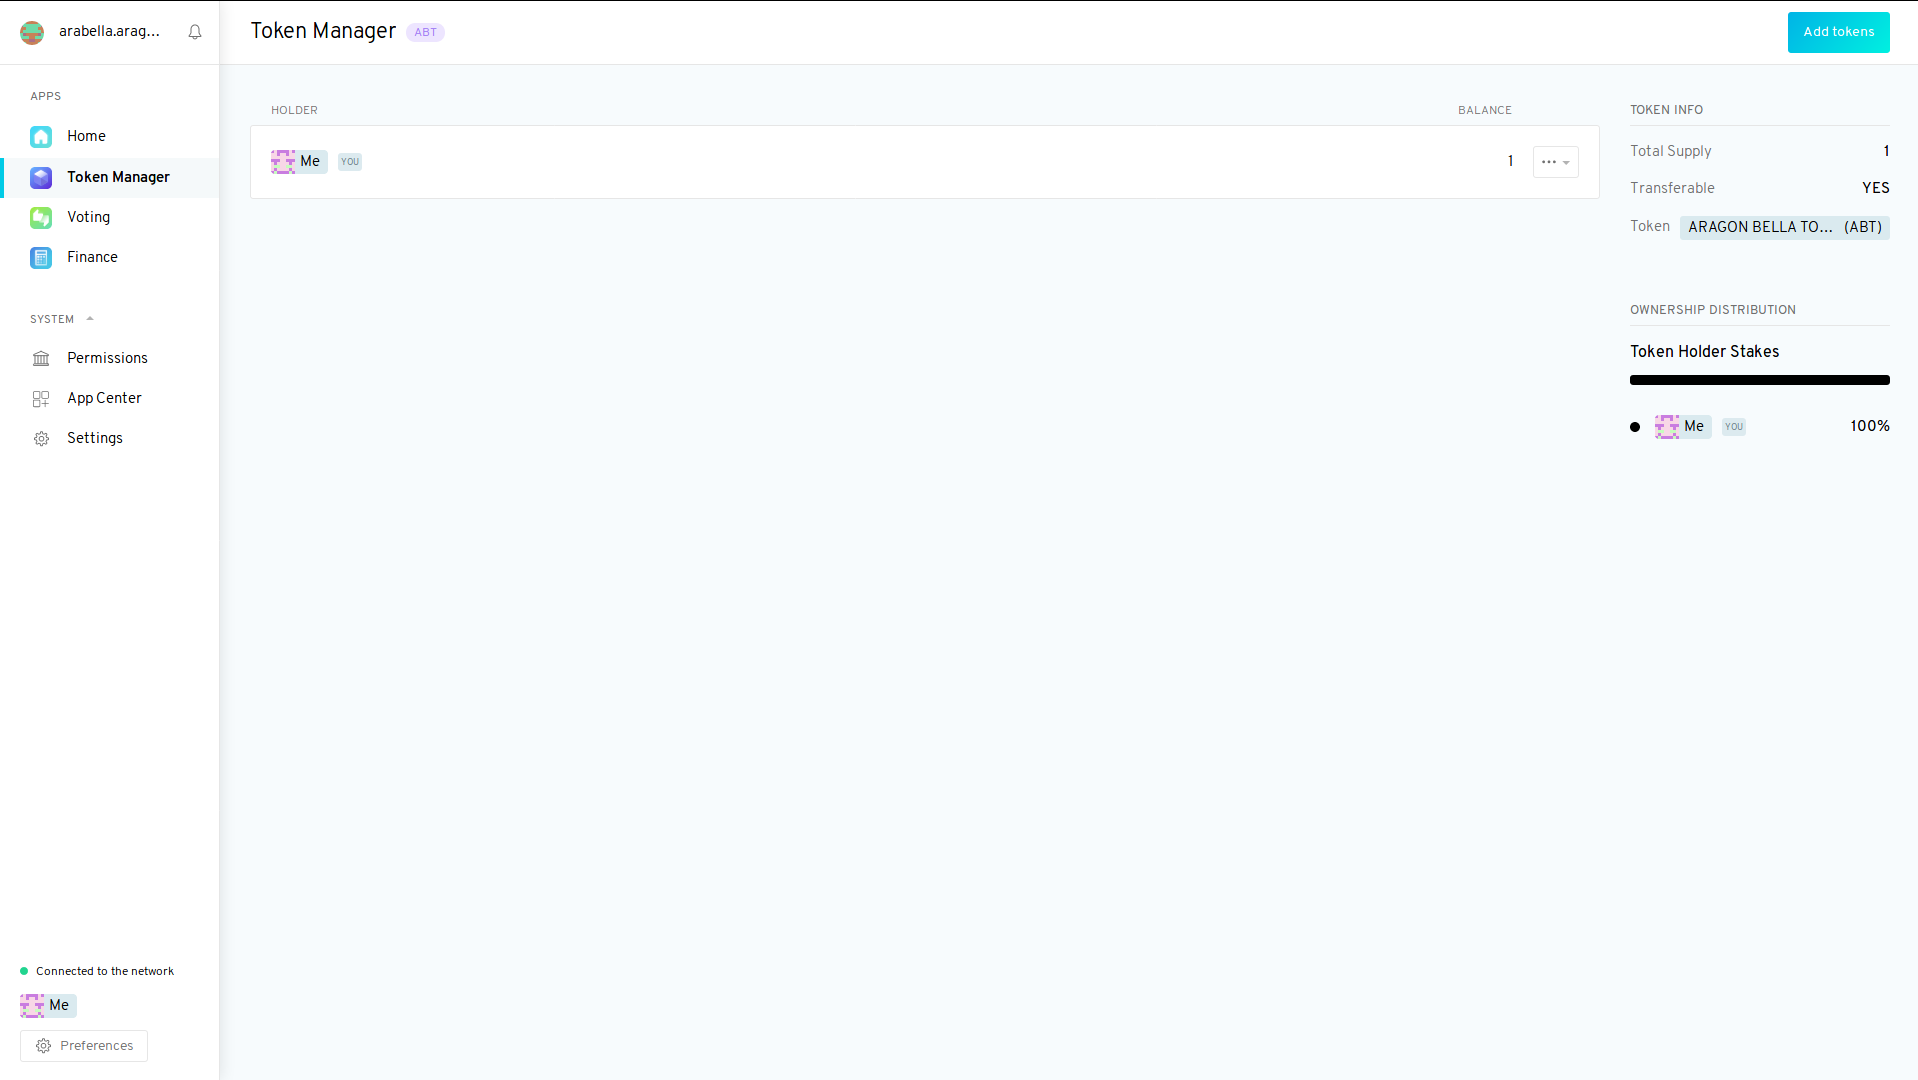 arabella.arag...
APPS
Home
Token Manager
Voting
Finance
SYSTEM
Permissions
App Center
Settings
Connected to the network
Me
Preferences
Token Manager ABT
Add tokens
HOLDER BALANCE
Me YOU 1
TOKEN INFO
Total Supply 1
Transferable YES
Token ARAGON BELLA TO... (ABT)
OWNERSHIP DISTRIBUTION
Token Holder Stakes
Me YOU 100%